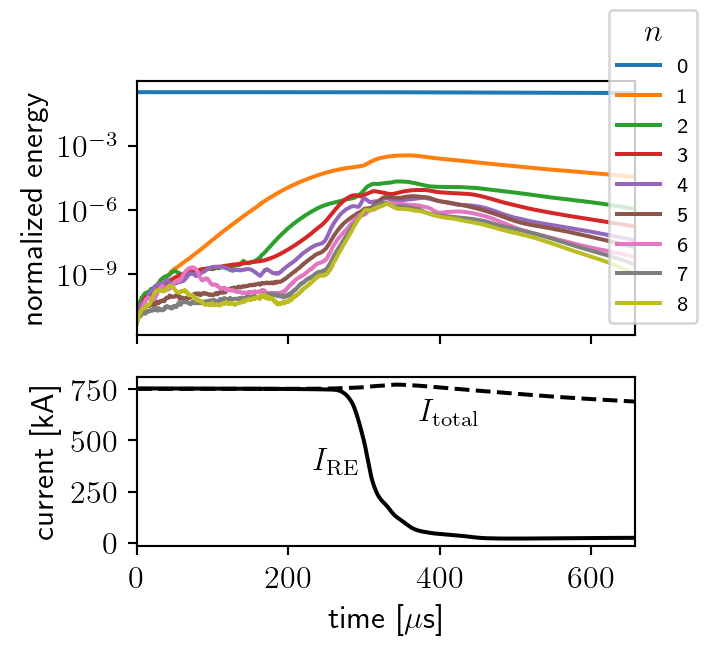 n
0
1
2
3
4
5
6
7
8
normalized energy
10⁻³
10⁻⁶
10⁻⁹
current [kA]
750
500
250
0
I_total
I_RE
0 200 400 600
time [μs]